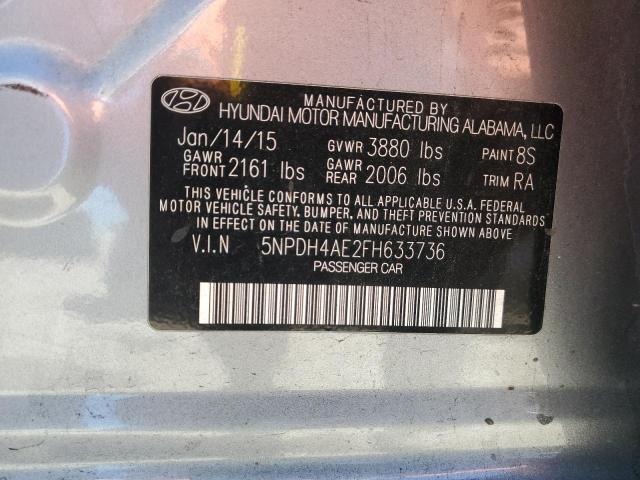 MANUFACTURED BY
HYUNDAI MOTOR MANUFACTURING ALABAMA, LLC
Jan/14/15 GVWR 3880 lbs PAINT 8S
GAWR FRONT 2161 lbs GAWR REAR 2006 lbs TRIM RA
THIS VEHICLE CONFORMS TO ALL APPLICABLE U.S.A. FEDERAL
MOTOR VEHICLE SAFETY, BUMPER, AND THEFT PREVENTION STANDARDS
IN EFFECT ON THE DATE OF MANUFACTURE SHOWN ABOVE.
V.I.N 5NPDH4AE2FH633736
PASSENGER CAR